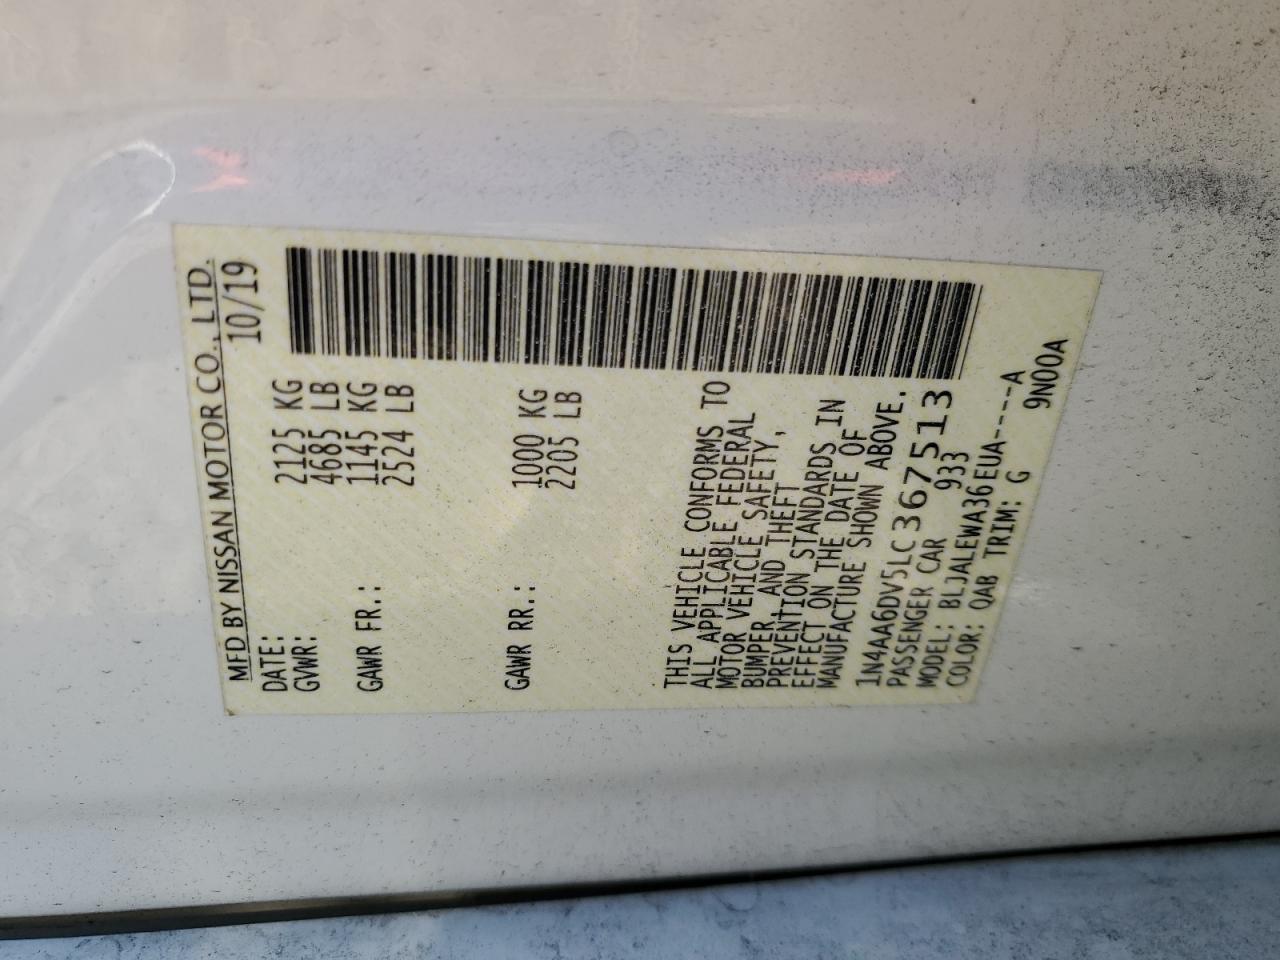 MFD BY NISSAN MOTOR CO., LTD.
DATE: 10/19
GVWR: 2125 KG
4685 LB
GAWR FR.: 1145 KG
2524 LB
GAWR RR.: 1000 KG
2205 LB
THIS VEHICLE CONFORMS TO
ALL APPLICABLE FEDERAL
MOTOR VEHICLE SAFETY,
BUMPER, AND THEFT
PREVENTION STANDARDS IN
EFFECT ON THE DATE OF
MANUFACTURE SHOWN ABOVE.
1N4AA6DV5LC367513
PASSENGER CAR 933
MODEL: BLJALEWA36EUA-----A
COLOR: QAB TRIM: G 9N00A